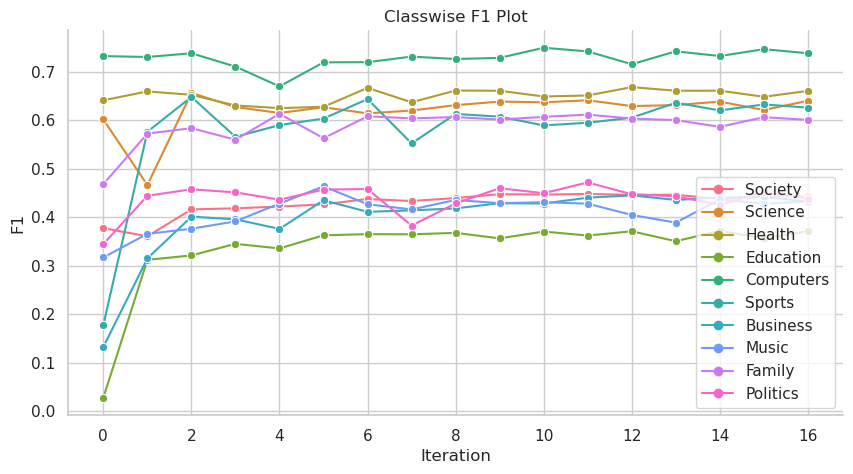 Classwise F1 Plot
F1
0.7
0.6
0.5
0.4
0.3
0.2
0.1
0.0
0 2 4 6 8 10 12 14 16
Iteration
Society
Science
Health
Education
Computers
Sports
Business
Music
Family
Politics